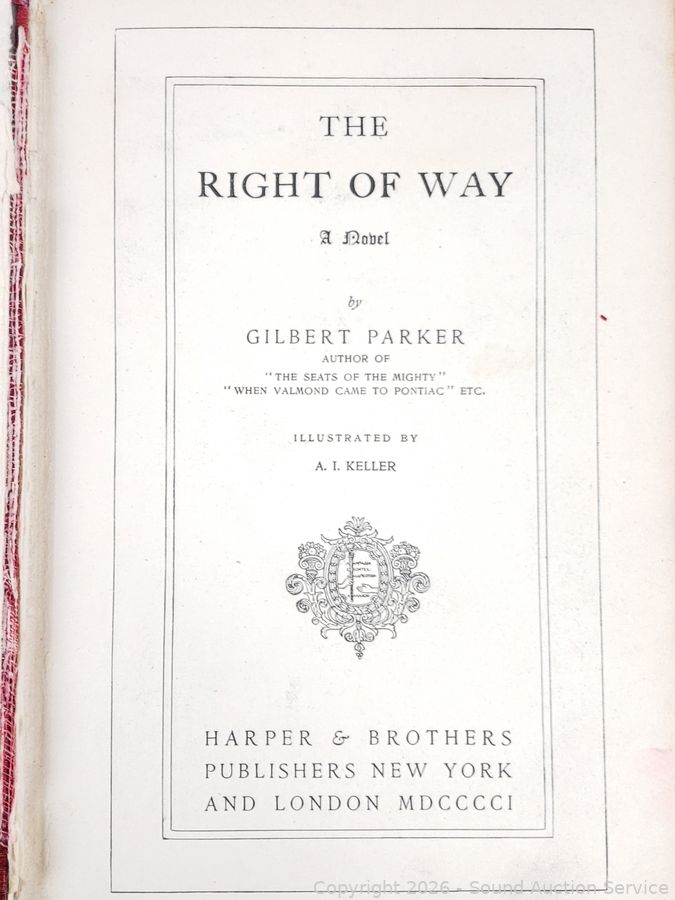 THE
RIGHT OF WAY
A Novel
by
GILBERT PARKER
AUTHOR OF
"THE SEATS OF THE MIGHTY"
"WHEN VALMOND CAME TO PONTIAC" ETC.
ILLUSTRATED BY
A. I. KELLER
HARPER & BROTHERS
PUBLISHERS NEW YORK
AND LONDON MDCCCCI
Copyright 2026 - Sound Auction Service